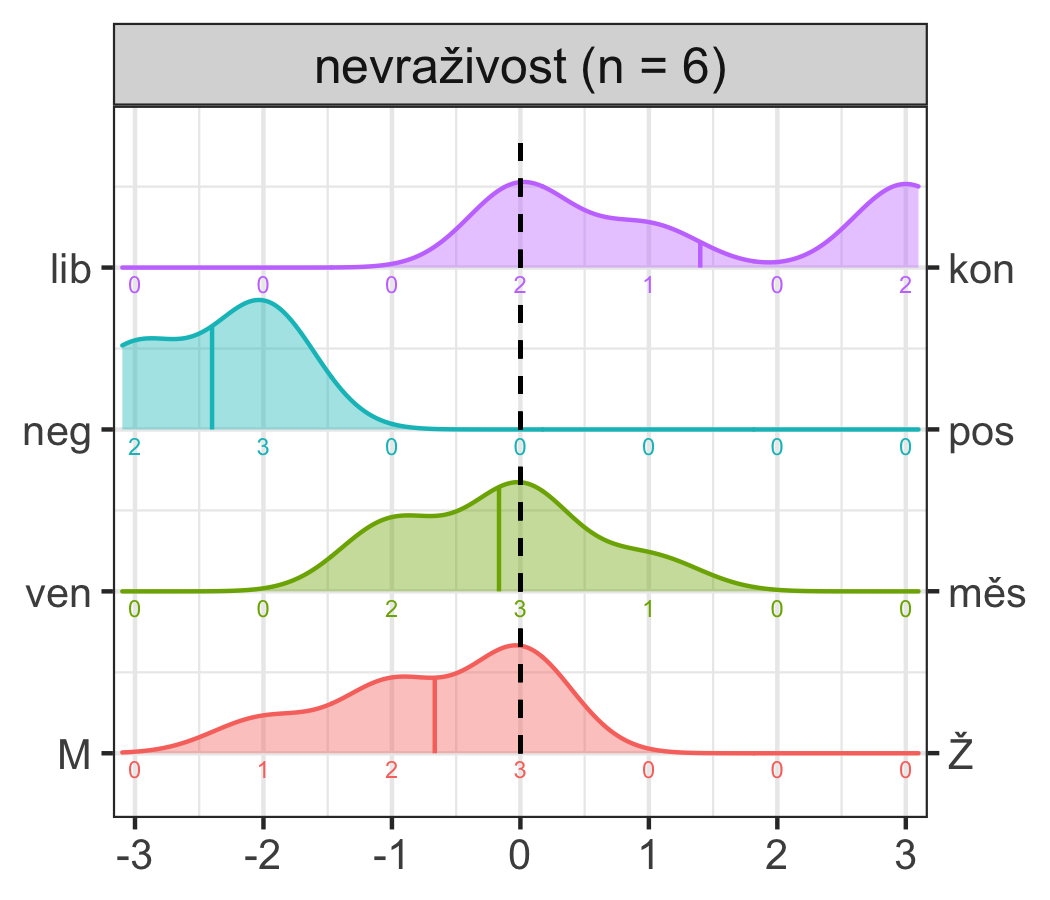 nevraživost (n = 6)
lib kon
0 0 0 2 1 0 2
neg pos
2 3 0 0 0 0 0
ven měs
0 0 2 3 1 0 0
M Ž
0 1 2 3 0 0 0
-3 -2 -1 0 1 2 3